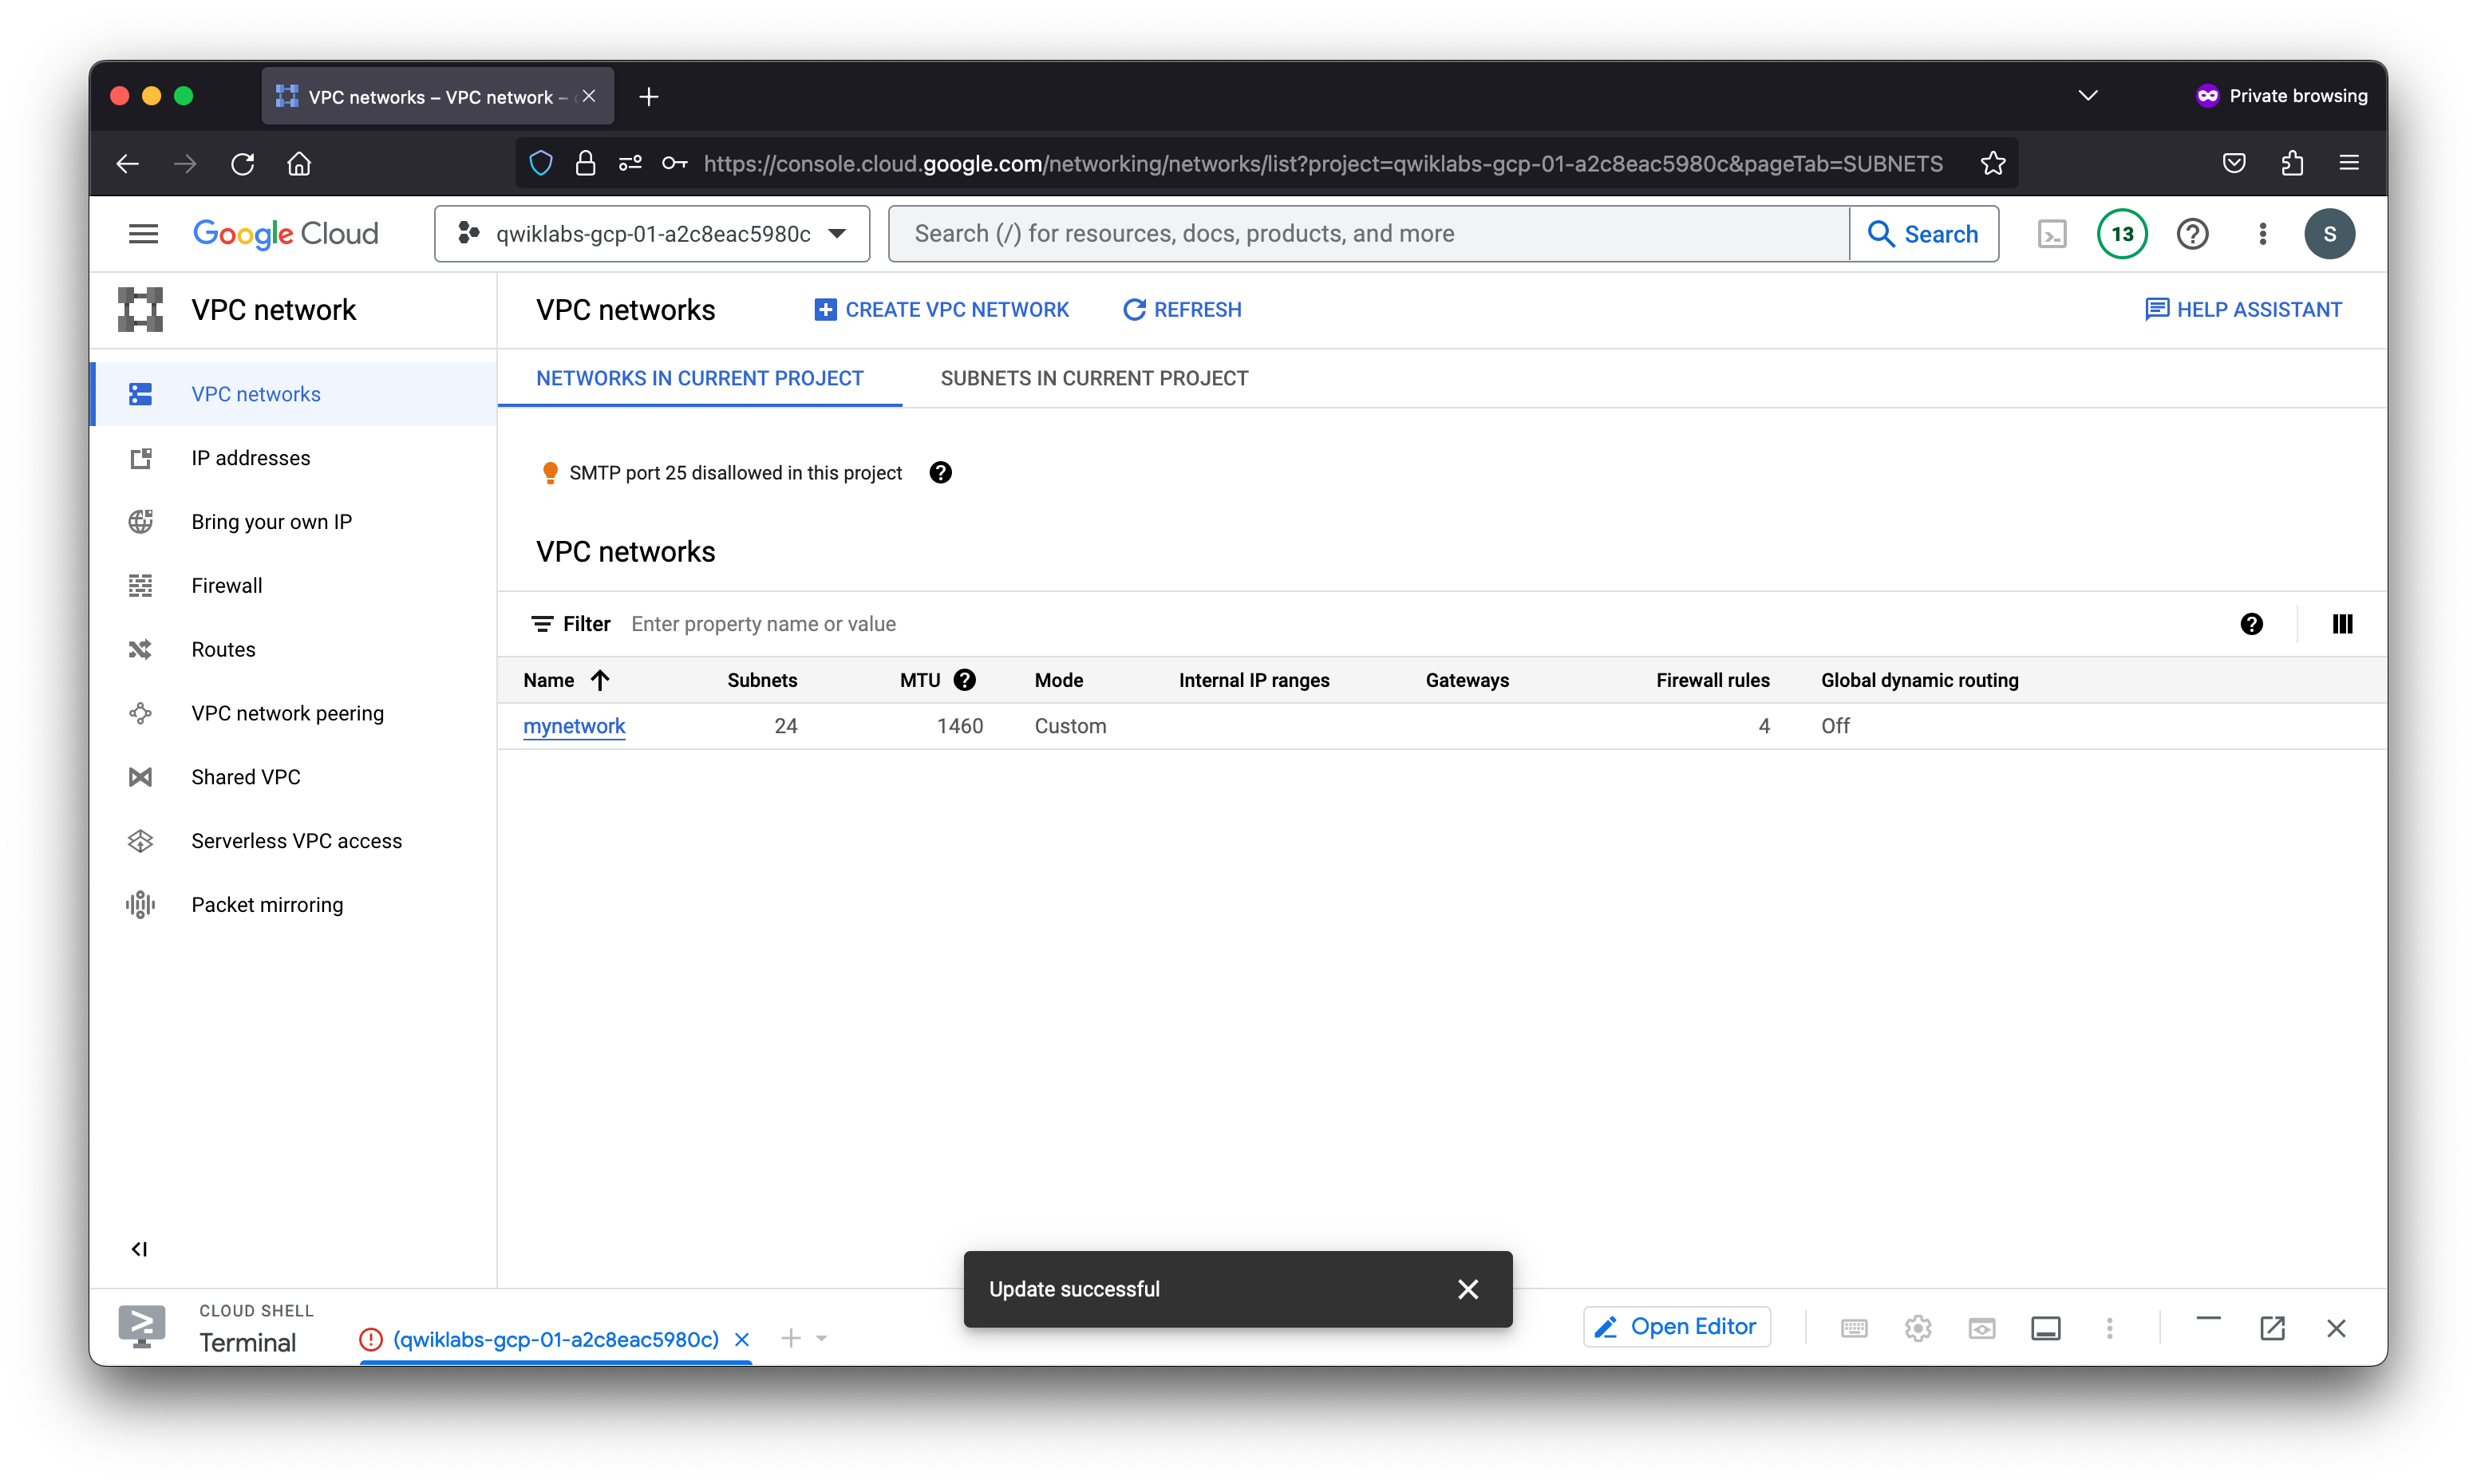 VPC networks – VPC network –
Private browsing
https://console.cloud.google.com/networking/networks/list?project=qwiklabs-gcp-01-a2c8eac5980c&pageTab=SUBNETS
Google Cloud
qwiklabs-gcp-01-a2c8eac5980c
Search (/) for resources, docs, products, and more
Search
13
S
VPC network
VPC networks
CREATE VPC NETWORK
REFRESH
HELP ASSISTANT
VPC networks
IP addresses
Bring your own IP
Firewall
Routes
VPC network peering
Shared VPC
Serverless VPC access
Packet mirroring
NETWORKS IN CURRENT PROJECT
SUBNETS IN CURRENT PROJECT
SMTP port 25 disallowed in this project
VPC networks
Filter Enter property name or value
Name Subnets MTU Mode Internal IP ranges Gateways Firewall rules Global dynamic routing
mynetwork 24 1460 Custom 4 Off
Update successful
CLOUD SHELL
Terminal
(qwiklabs-gcp-01-a2c8eac5980c)
Open Editor